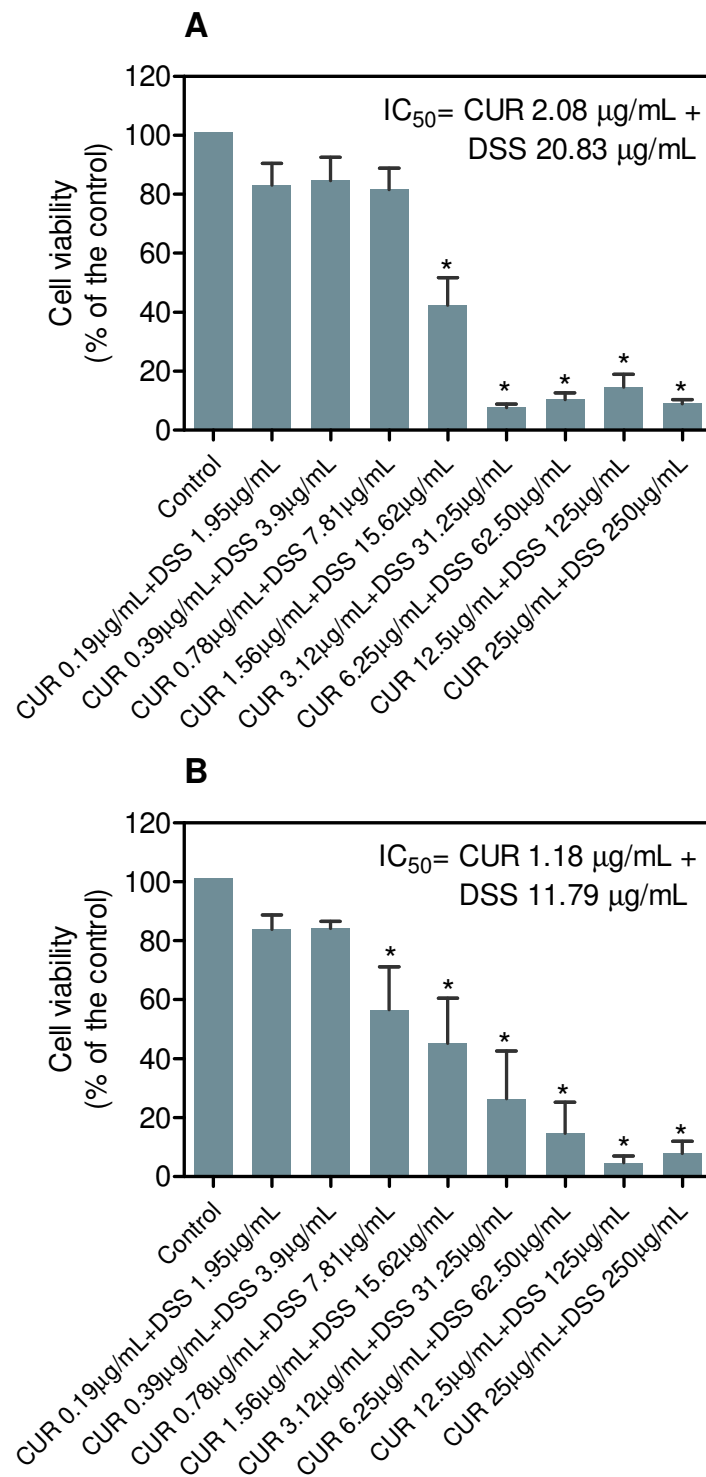 A
120
100
80
60
40
20
0
Cell viability
(% of the control)
IC50= CUR 2.08 μg/mL +
DSS 20.83 μg/mL
*
*
*
*
*
Control
CUR 0.19μg/mL+DSS 1.95μg/mL
CUR 0.39μg/mL+DSS 3.9μg/mL
CUR 0.78μg/mL+DSS 7.81μg/mL
CUR 1.56μg/mL+DSS 15.62μg/mL
CUR 3.12μg/mL+DSS 31.25μg/mL
CUR 6.25μg/mL+DSS 62.50μg/mL
CUR 12.5μg/mL+DSS 125μg/mL
CUR 25μg/mL+DSS 250μg/mL
B
120
100
80
60
40
20
0
Cell viability
(% of the control)
IC50= CUR 1.18 μg/mL +
DSS 11.79 μg/mL
*
*
*
*
*
*
Control
CUR 0.19μg/mL+DSS 1.95μg/mL
CUR 0.39μg/mL+DSS 3.9μg/mL
CUR 0.78μg/mL+DSS 7.81μg/mL
CUR 1.56μg/mL+DSS 15.62μg/mL
CUR 3.12μg/mL+DSS 31.25μg/mL
CUR 6.25μg/mL+DSS 62.50μg/mL
CUR 12.5μg/mL+DSS 125μg/mL
CUR 25μg/mL+DSS 250μg/mL